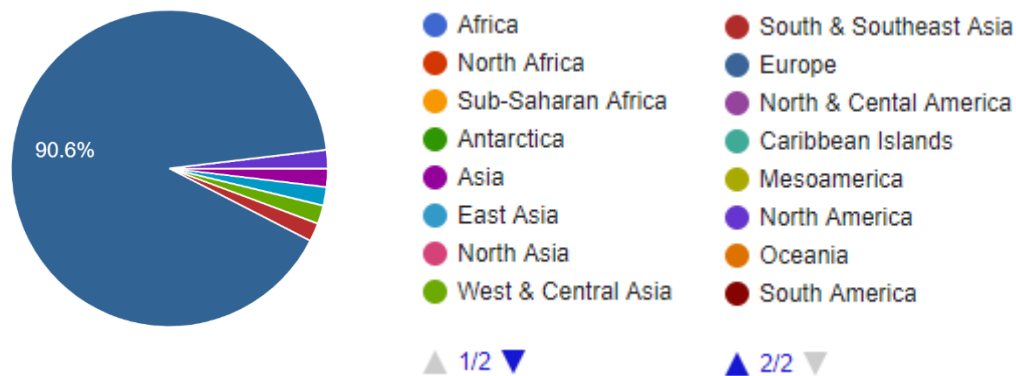 90.6%
Africa
North Africa
Sub-Saharan Africa
Antarctica
Asia
East Asia
North Asia
West & Central Asia
1/2
South & Southeast Asia
Europe
North & Cental America
Caribbean Islands
Mesoamerica
North America
Oceania
South America
2/2